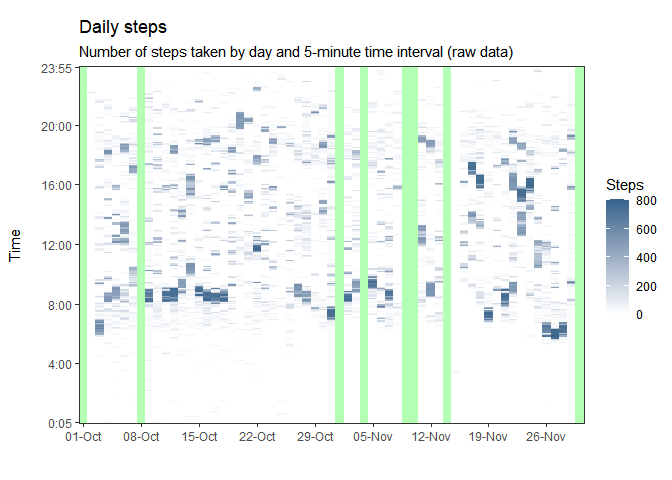 Daily steps
Number of steps taken by day and 5-minute time interval (raw data)
23:55
20:00
16:00
12:00
8:00
4:00
0:05
Time
01-Oct 08-Oct 15-Oct 22-Oct 29-Oct 05-Nov 12-Nov 19-Nov 26-Nov
Steps
800
600
400
200
0